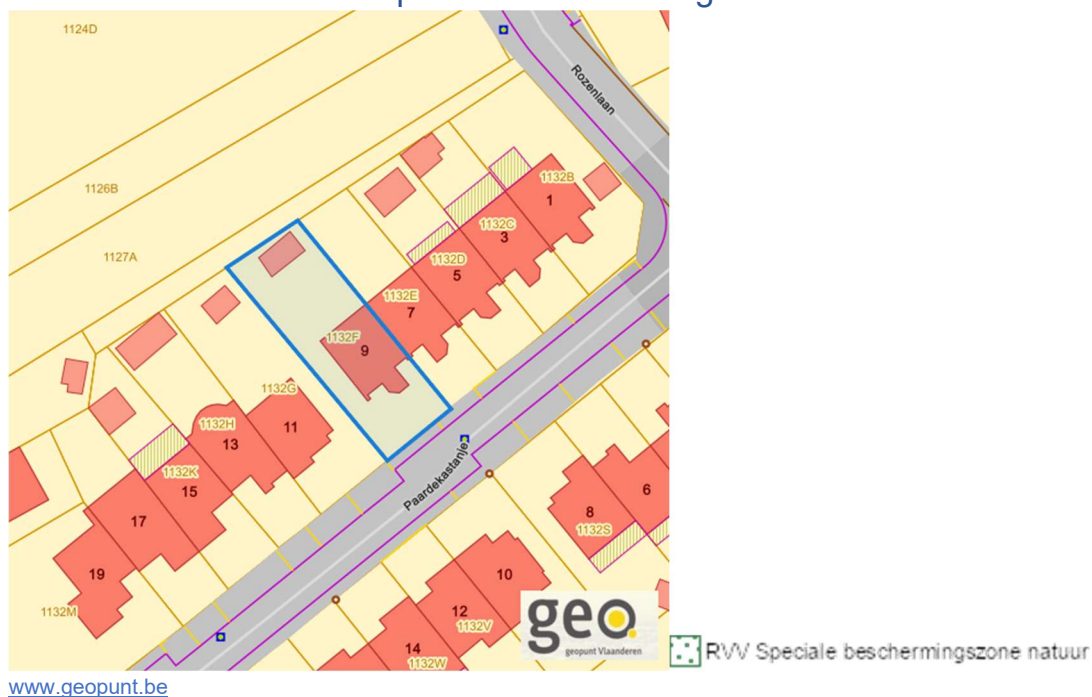 1124D
Rozenlaan
1126B
1132B
1
1132C
3
1127A
1132D
5
1132E
7
1132F
9
1132G
11
1132H
13
1132K
15
17
19
1132M
Paardekastanje
6
8
1132S
10
12
1132V
14
1132W
geo
geopunt Vlaanderen
RVV Speciale beschermingszone natuur
www.geopunt.be